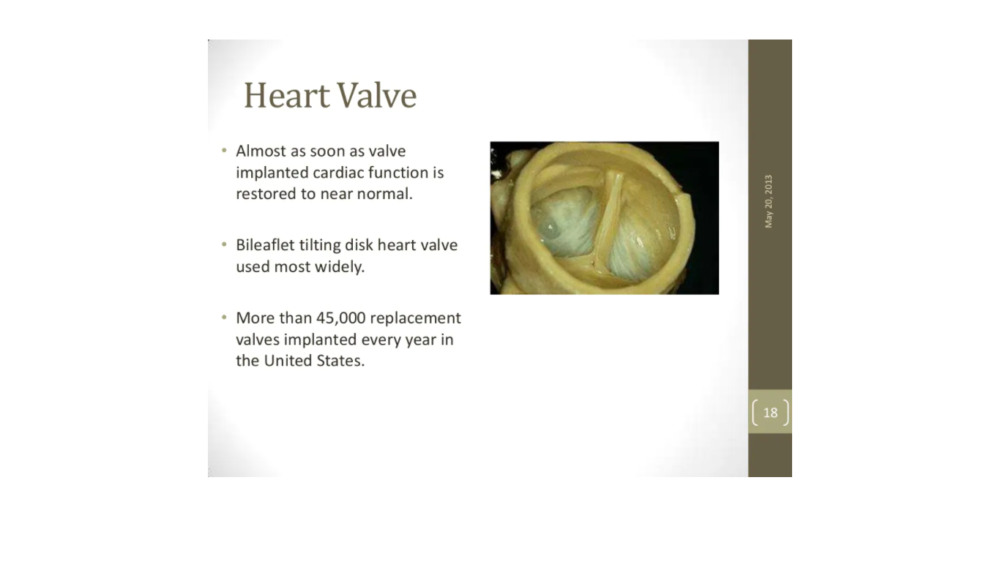 Heart Valve
• Almost as soon as valve
implanted cardiac function is
restored to near normal.
• Bileaflet tilting disk heart valve
used most widely.
• More than 45,000 replacement
valves implanted every year in
the United States.
May 20, 2013
18